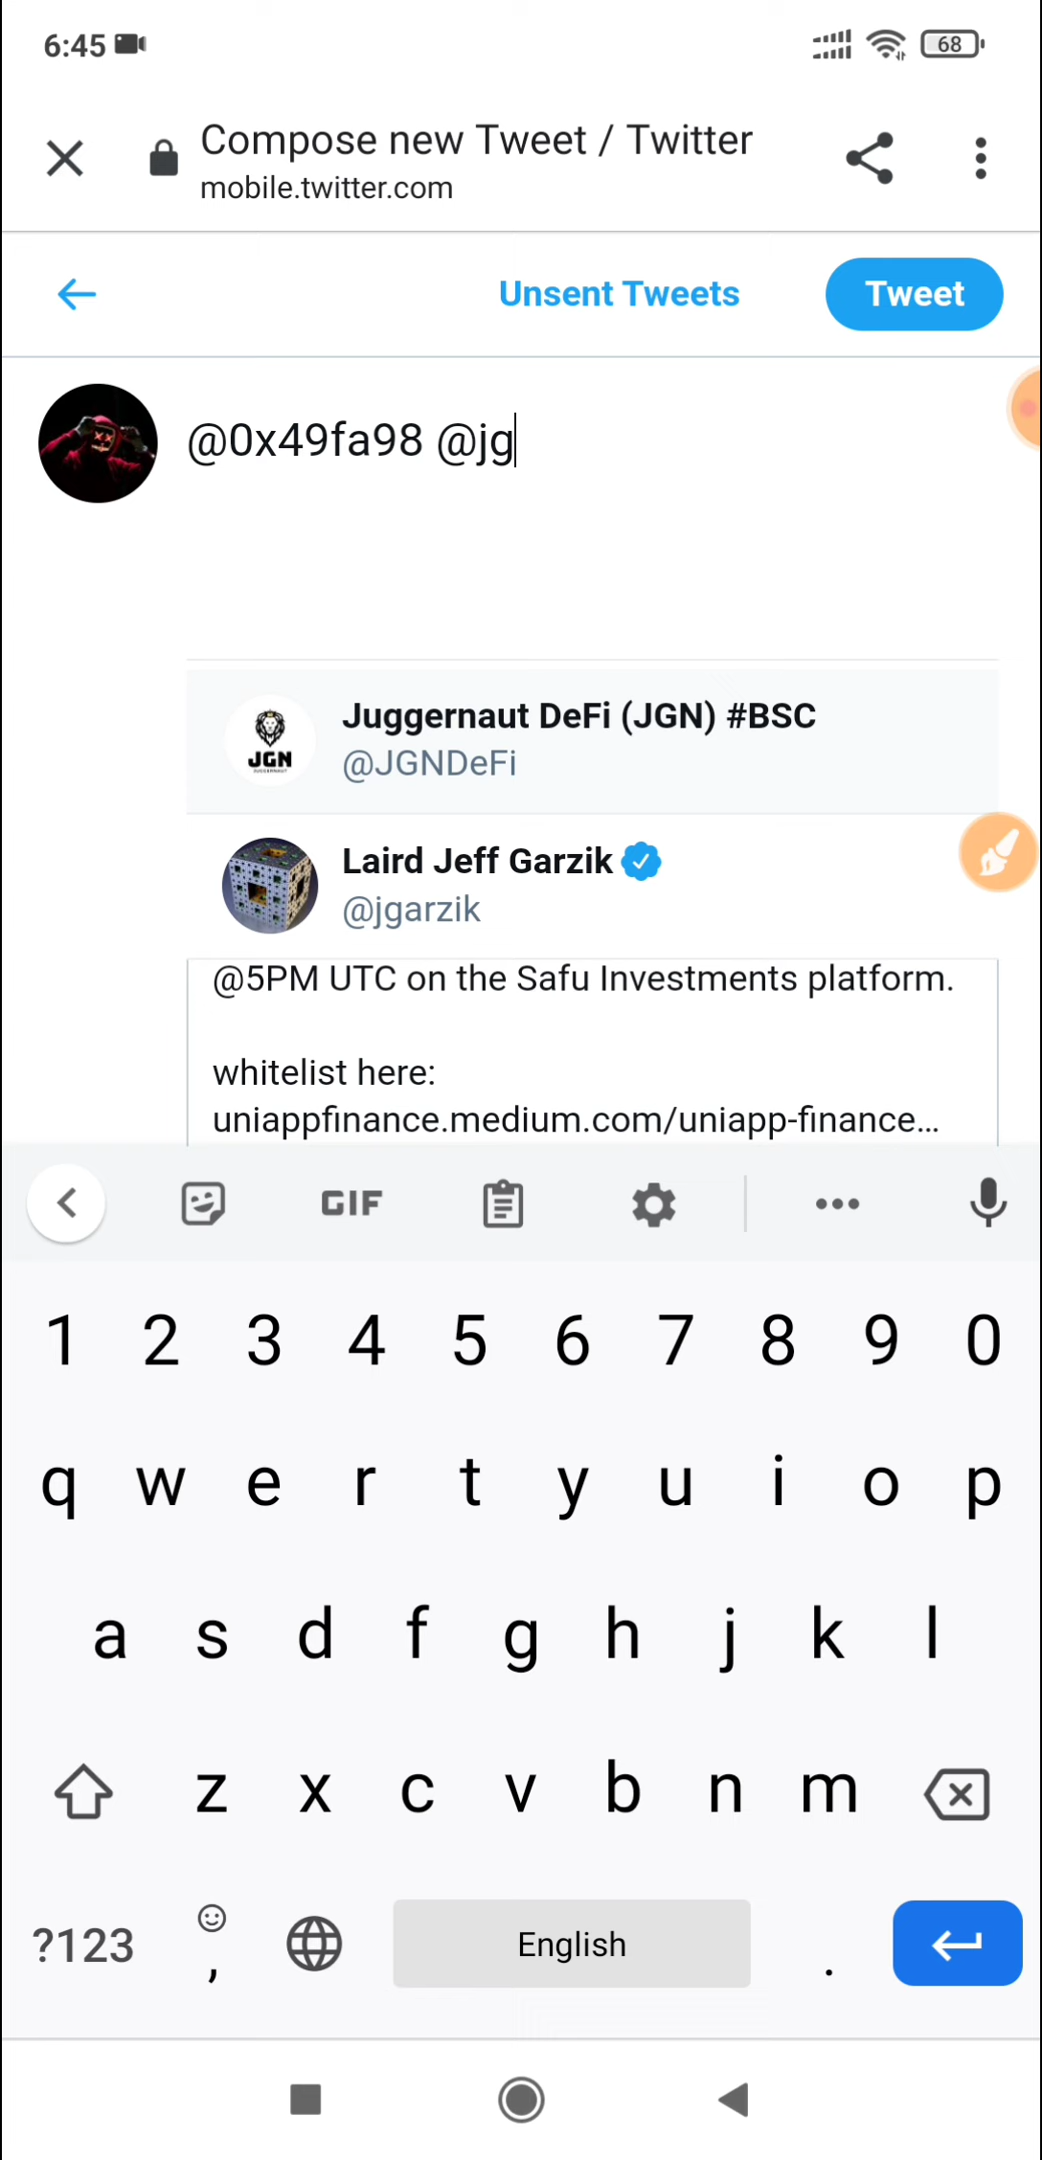 6:45
68
Compose new Tweet / Twitter
mobile.twitter.com
Unsent Tweets
Tweet
@0x49fa98 @jg
JGN
Juggernaut DeFi (JGN) #BSC
@JGNDeFi
Laird Jeff Garzik
@jgarzik
@5PM UTC on the Safu Investments platform.
whitelist here:
uniappfinance.medium.com/uniapp-finance...
GIF
1 2 3 4 5 6 7 8 9 0
q w e r t y u i o p
a s d f g h j k l
z x c v b n m
?123 , English .